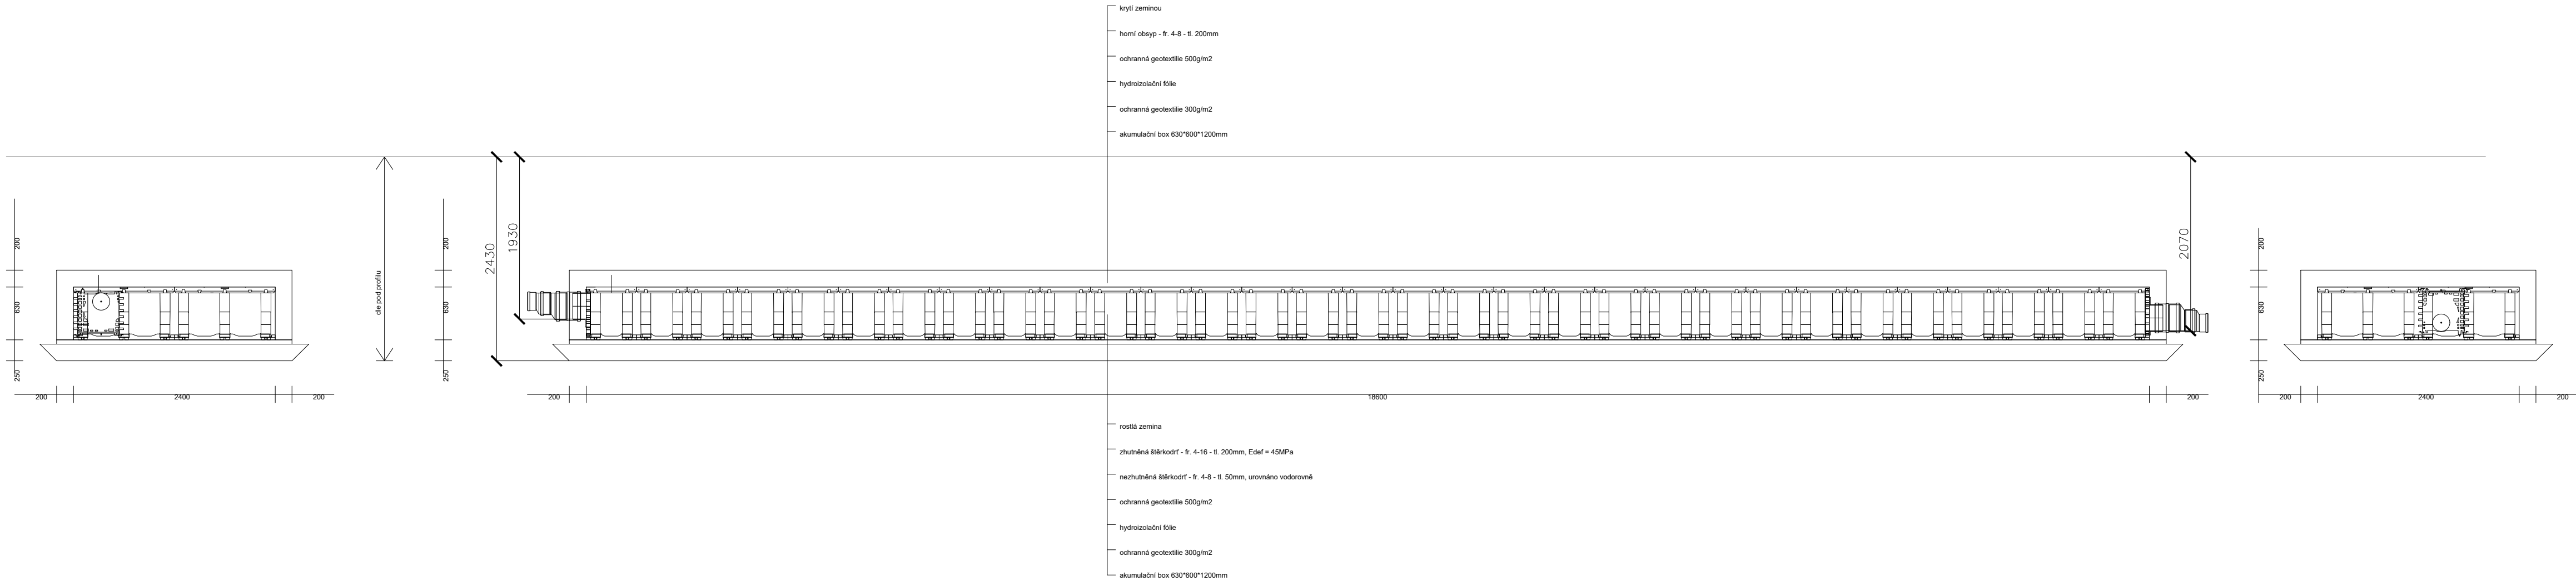 krytí zeminou
horní obsyp - fr. 4-8 - tl. 200mm
ochranná geotextilie 500g/m2
hydroizolační fólie
ochranná geotextilie 300g/m2
akumulační box 630*600*1200mm
200
630
250
200
2400
200
dle pod profilu
200
630
250
2430
1930
200
18600
200
2070
200
630
250
200
2400
200
rostlá zemina
zhutněná štěrkodrť - fr. 4-16 - tl. 200mm, Edef = 45MPa
nezhutněná štěrkodrť - fr. 4-8 - tl. 50mm, urovnáno vodorovně
ochranná geotextilie 500g/m2
hydroizolační fólie
ochranná geotextilie 300g/m2
akumulační box 630*600*1200mm